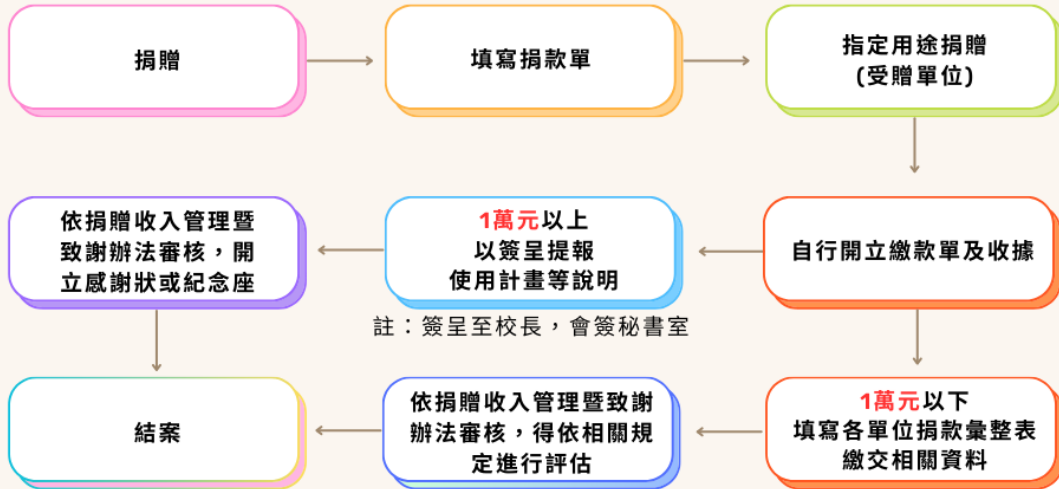 捐贈
填寫捐款單
指定用途捐贈
(受贈單位)
自行開立繳款單及收據
1萬元以上
以簽呈提報
使用計畫等說明
註：簽呈至校長，會簽秘書室
依捐贈收入管理暨
致謝辦法審核，開
立感謝狀或紀念座
1萬元以下
填寫各單位捐款彙整表
繳交相關資料
依捐贈收入管理暨致謝
辦法審核，得依相關規
定進行評估
結案